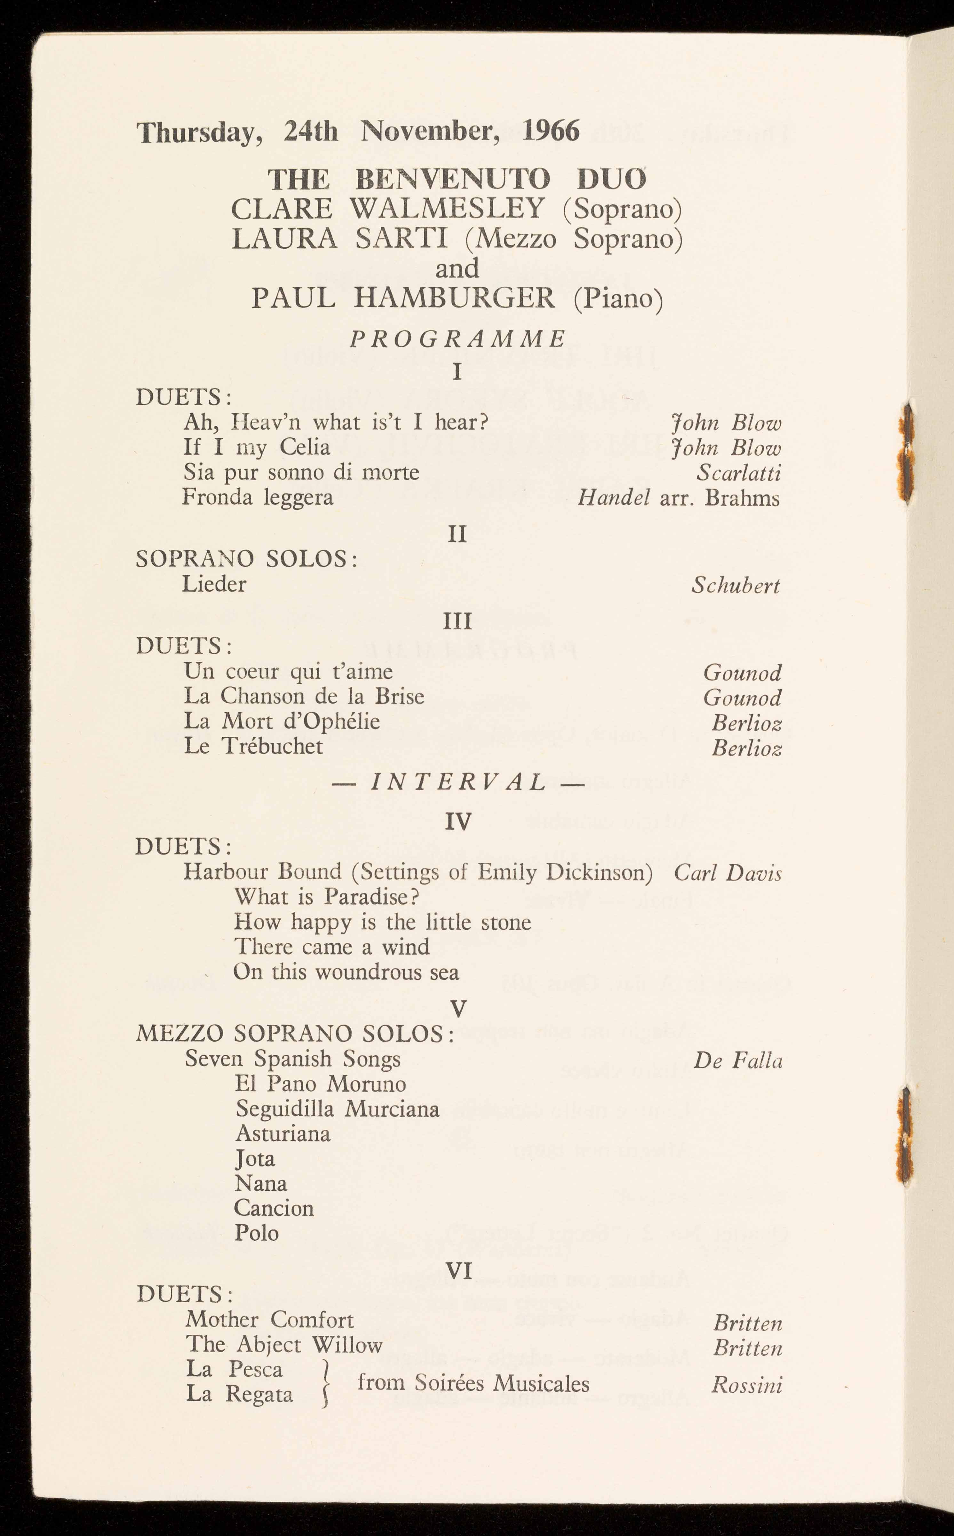 Thursday, 24th November, 1966
THE BENVENUTO DUO
CLARE WALMESLEY (Soprano)
LAURA SARTI (Mezzo Soprano)
and
PAUL HAMBURGER (Piano)
PROGRAMME
I
DUETS:
Ah, Heav'n what is't I hear? John Blow
If I my Celia John Blow
Sia pur sonno di morte Scarlatti
Fronda leggera Handel arr. Brahms
II
SOPRANO SOLOS:
Lieder Schubert
III
DUETS:
Un coeur qui t'aime Gounod
La Chanson de la Brise Gounod
La Mort d'Ophélie Berlioz
Le Trébuchet Berlioz
— INTERVAL —
IV
DUETS:
Harbour Bound (Settings of Emily Dickinson) Carl Davis
What is Paradise?
How happy is the little stone
There came a wind
On this woundrous sea
V
MEZZO SOPRANO SOLOS:
Seven Spanish Songs De Falla
El Pano Moruno
Seguidilla Murciana
Asturiana
Jota
Nana
Cancion
Polo
VI
DUETS:
Mother Comfort Britten
The Abject Willow Britten
La Pesca
La Regata } from Soirées Musicales Rossini